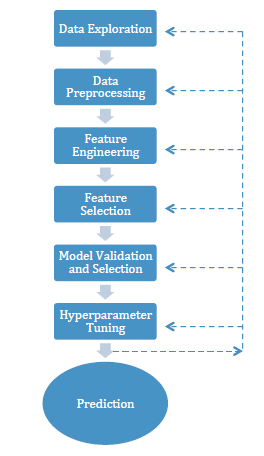 Data Exploration
Data
Preprocessing
Feature
Engineering
Feature
Selection
Model Validation
and Selection
Hyperparameter
Tuning
Prediction